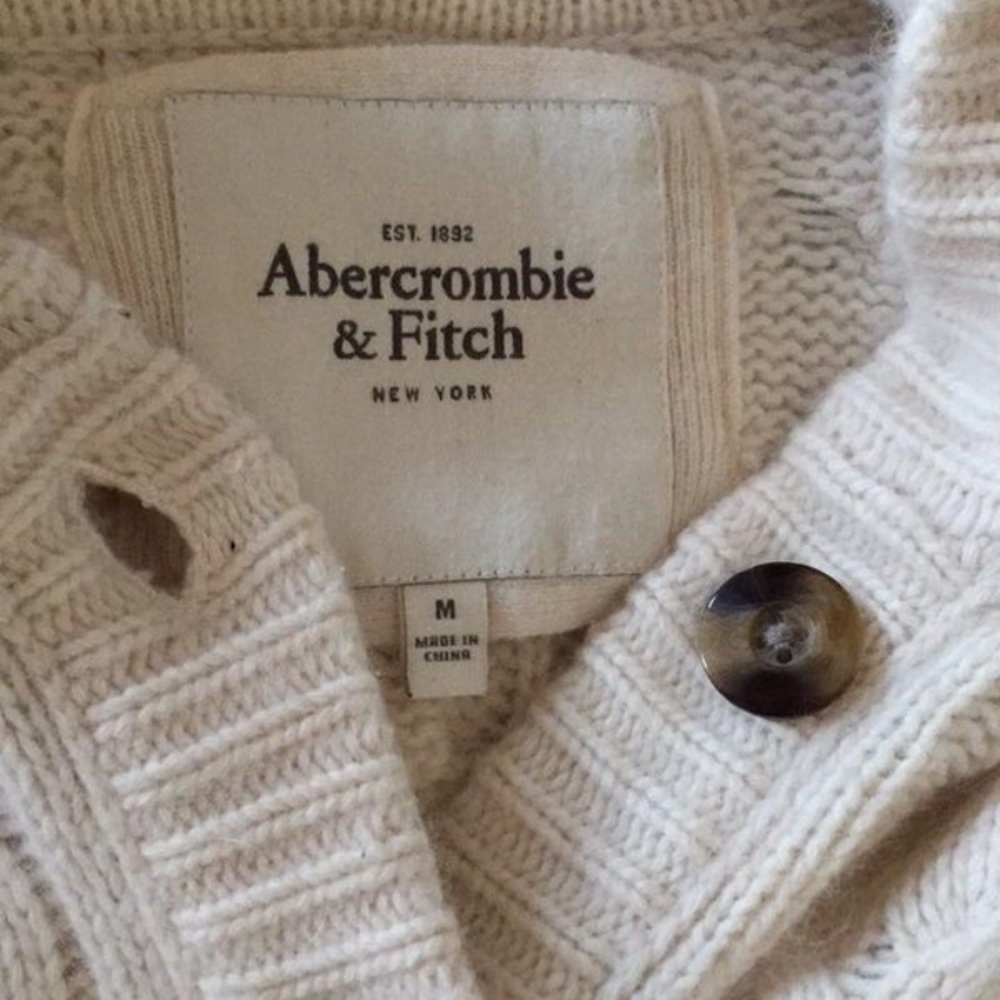 EST. 1892
Abercrombie
& Fitch
NEW YORK
M
MADE IN
CHINA